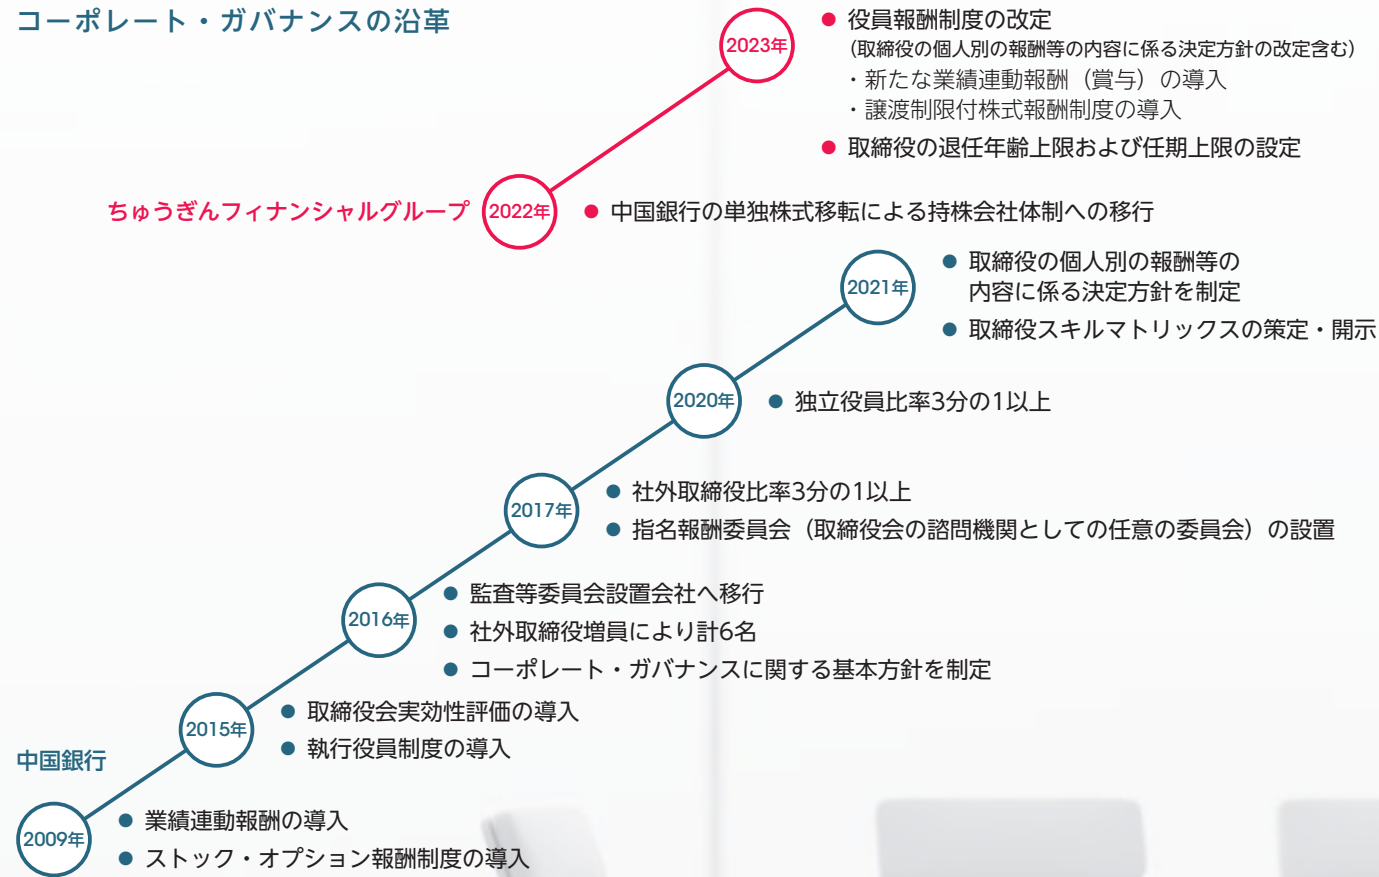 コーポレート・ガバナンスの沿革
2023年
● 役員報酬制度の改定
（取締役の個人別の報酬等の内容に係る決定方針の改定含む）
・新たな業績連動報酬（賞与）の導入
・譲渡制限付株式報酬制度の導入
● 取締役の退任年齢上限および任期上限の設定
ちゅうぎんフィナンシャルグループ
2022年
● 中国銀行の単独株式移転による持株会社体制への移行
2021年
● 取締役の個人別の報酬等の
内容に係る決定方針を制定
● 取締役スキルマトリックスの策定・開示
2020年
● 独立役員比率3分の1以上
2017年
● 社外取締役比率3分の1以上
● 指名報酬委員会（取締役会の諮問機関としての任意の委員会）の設置
2016年
● 監査等委員会設置会社へ移行
● 社外取締役増員により計6名
● コーポレート・ガバナンスに関する基本方針を制定
2015年
● 取締役会実効性評価の導入
● 執行役員制度の導入
中国銀行
2009年
● 業績連動報酬の導入
● ストック・オプション報酬制度の導入